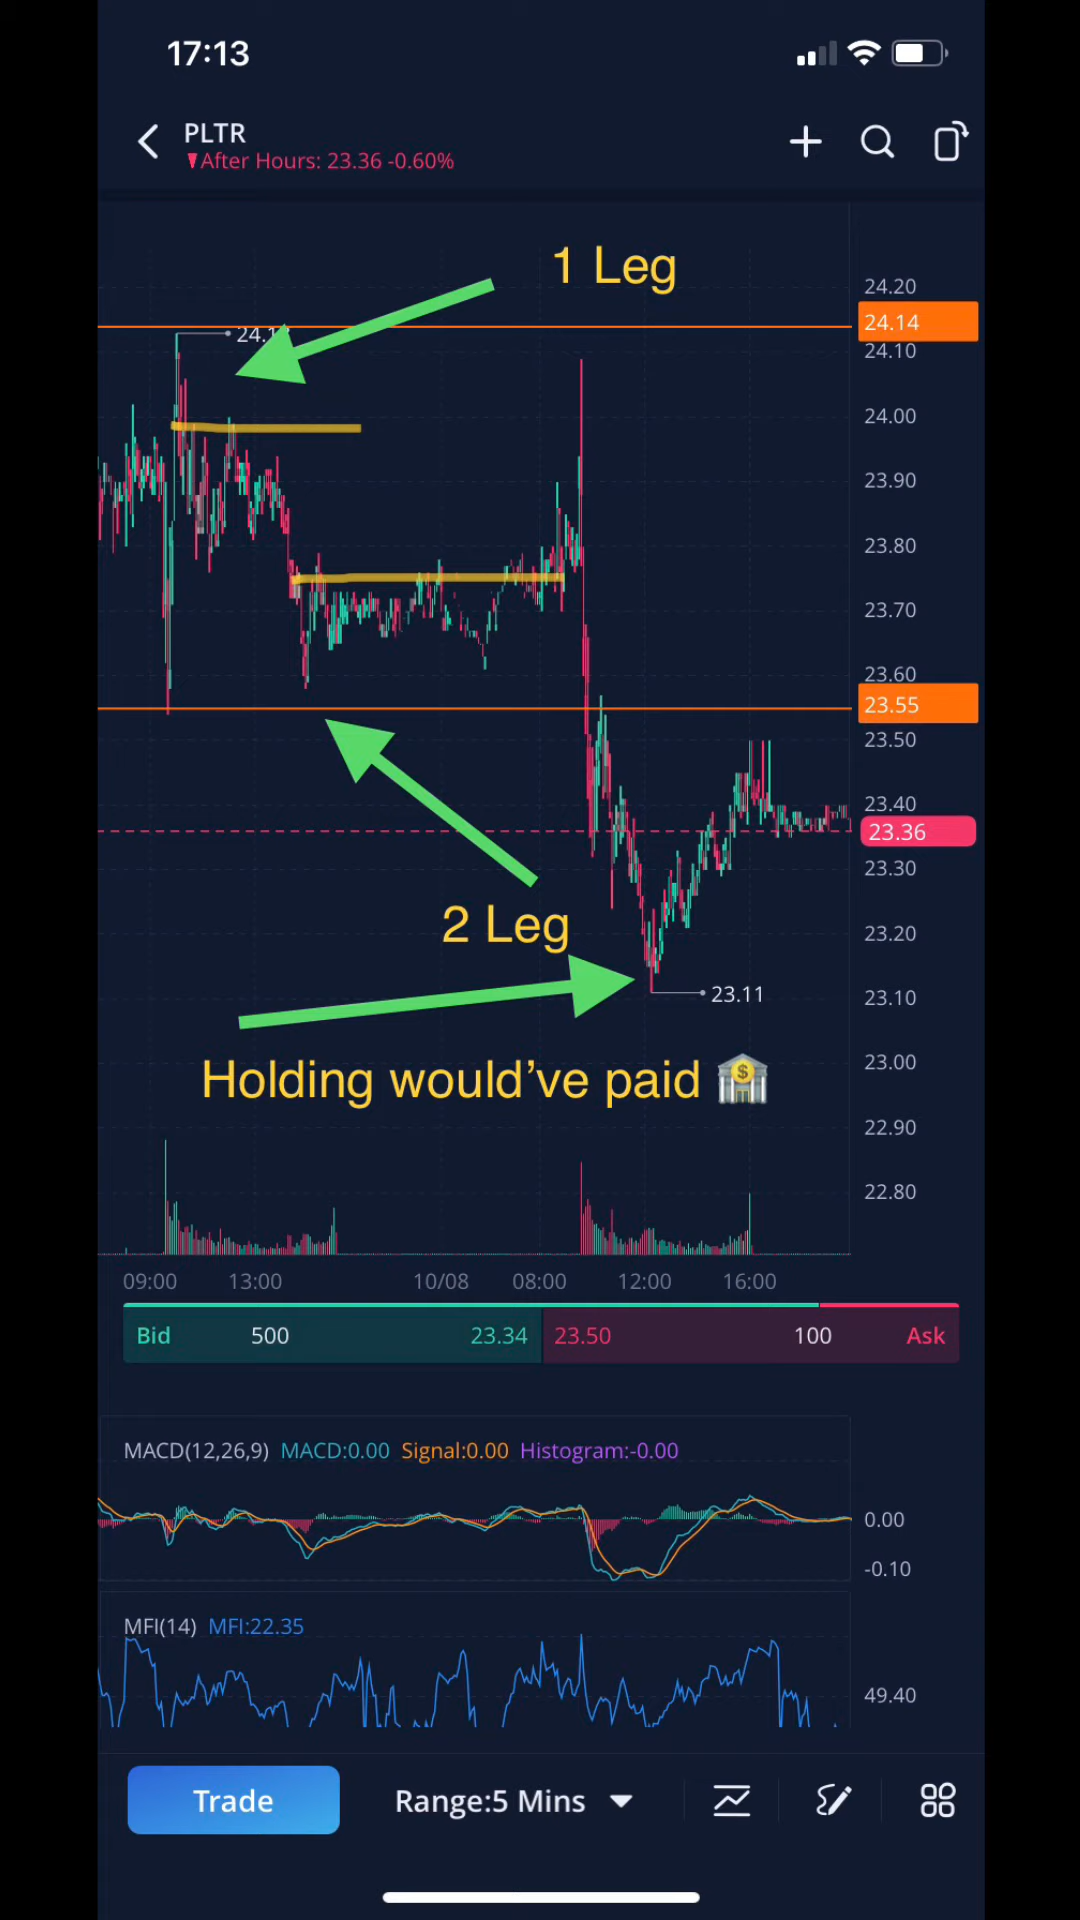 17:13
PLTR
After Hours: 23.36 -0.60%
1 Leg
24.20
24.14
24.10
24.00
23.90
23.80
23.70
23.60
23.55
23.50
23.40
23.36
23.30
2 Leg
23.20
23.11
23.10
23.00
Holding would’ve paid
22.90
22.80
09:00 13:00 10/08 08:00 12:00 16:00
Bid 500 23.34 23.50 100 Ask
MACD(12,26,9) MACD:0.00 Signal:0.00 Histogram:-0.00
0.00
-0.10
MFI(14) MFI:22.35
49.40
Trade Range:5 Mins